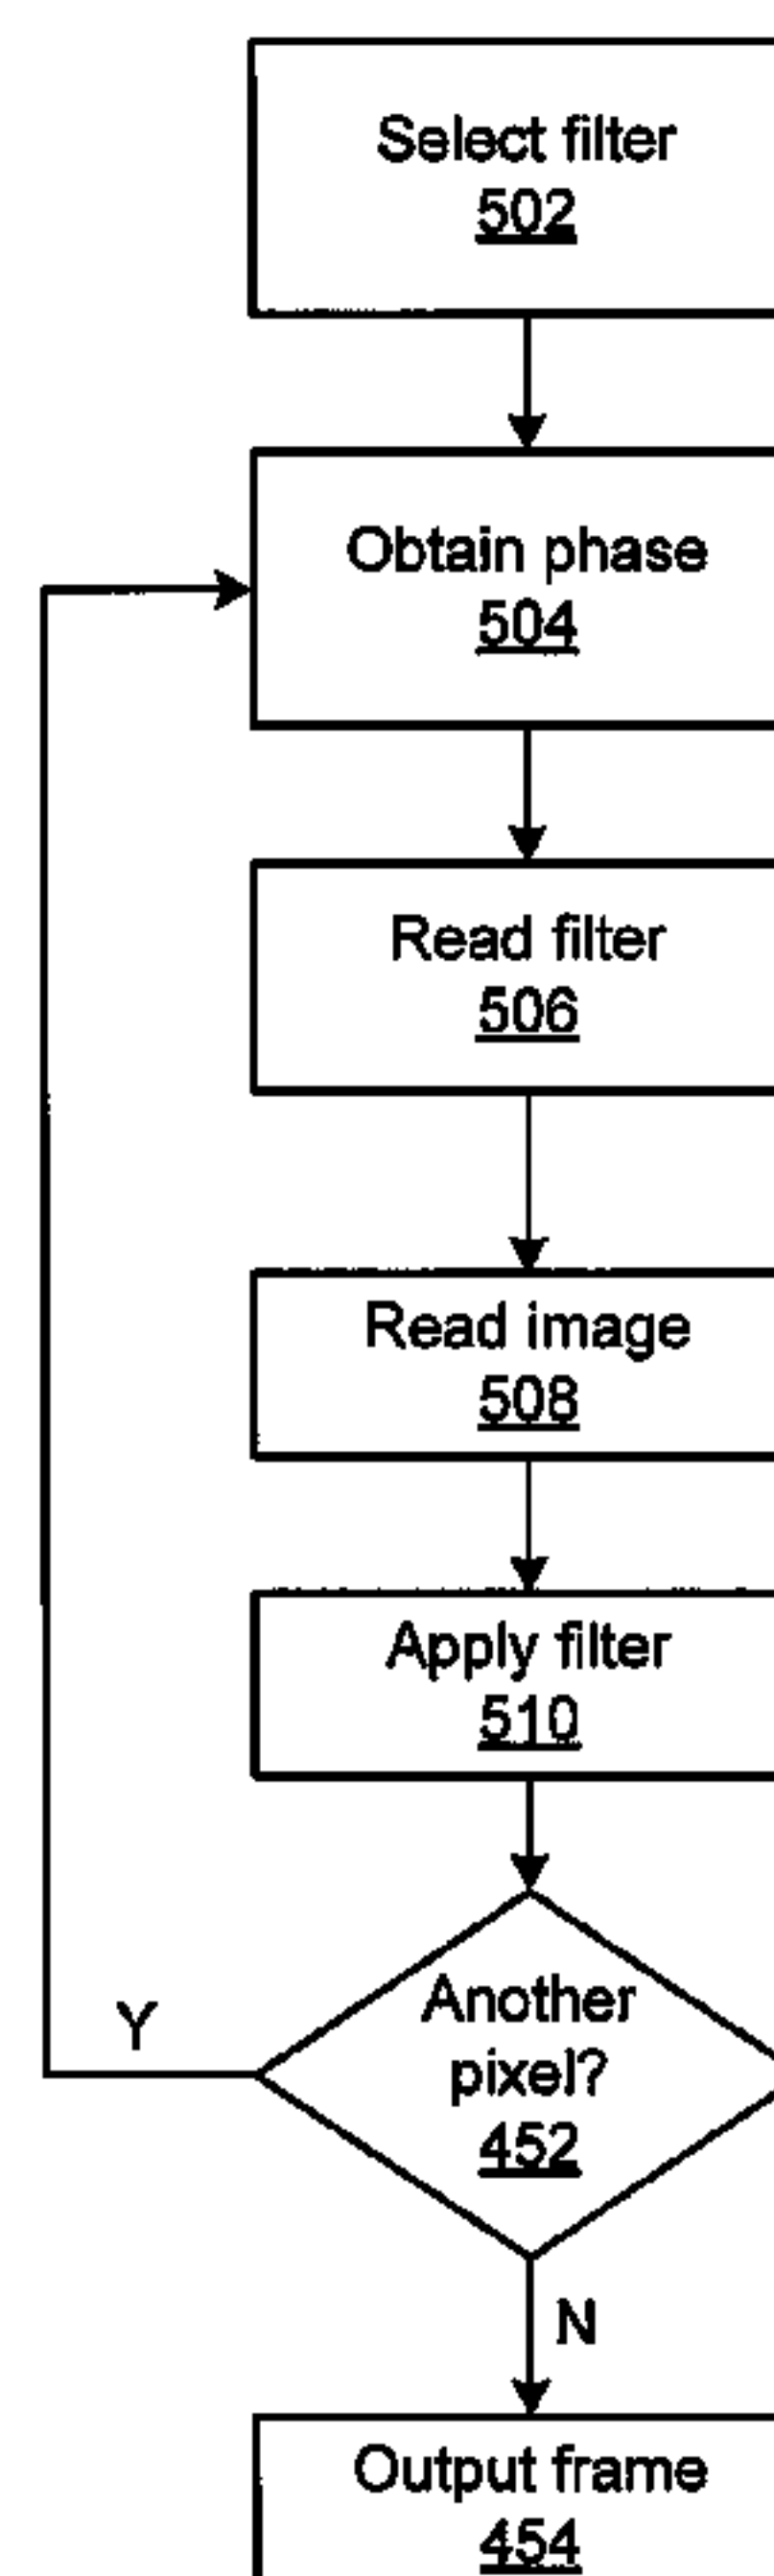 Select filter
502
Obtain phase
504
Read filter
506
Read image
508
Apply filter
510
Another
pixel?
452
Y
N
Output frame
454